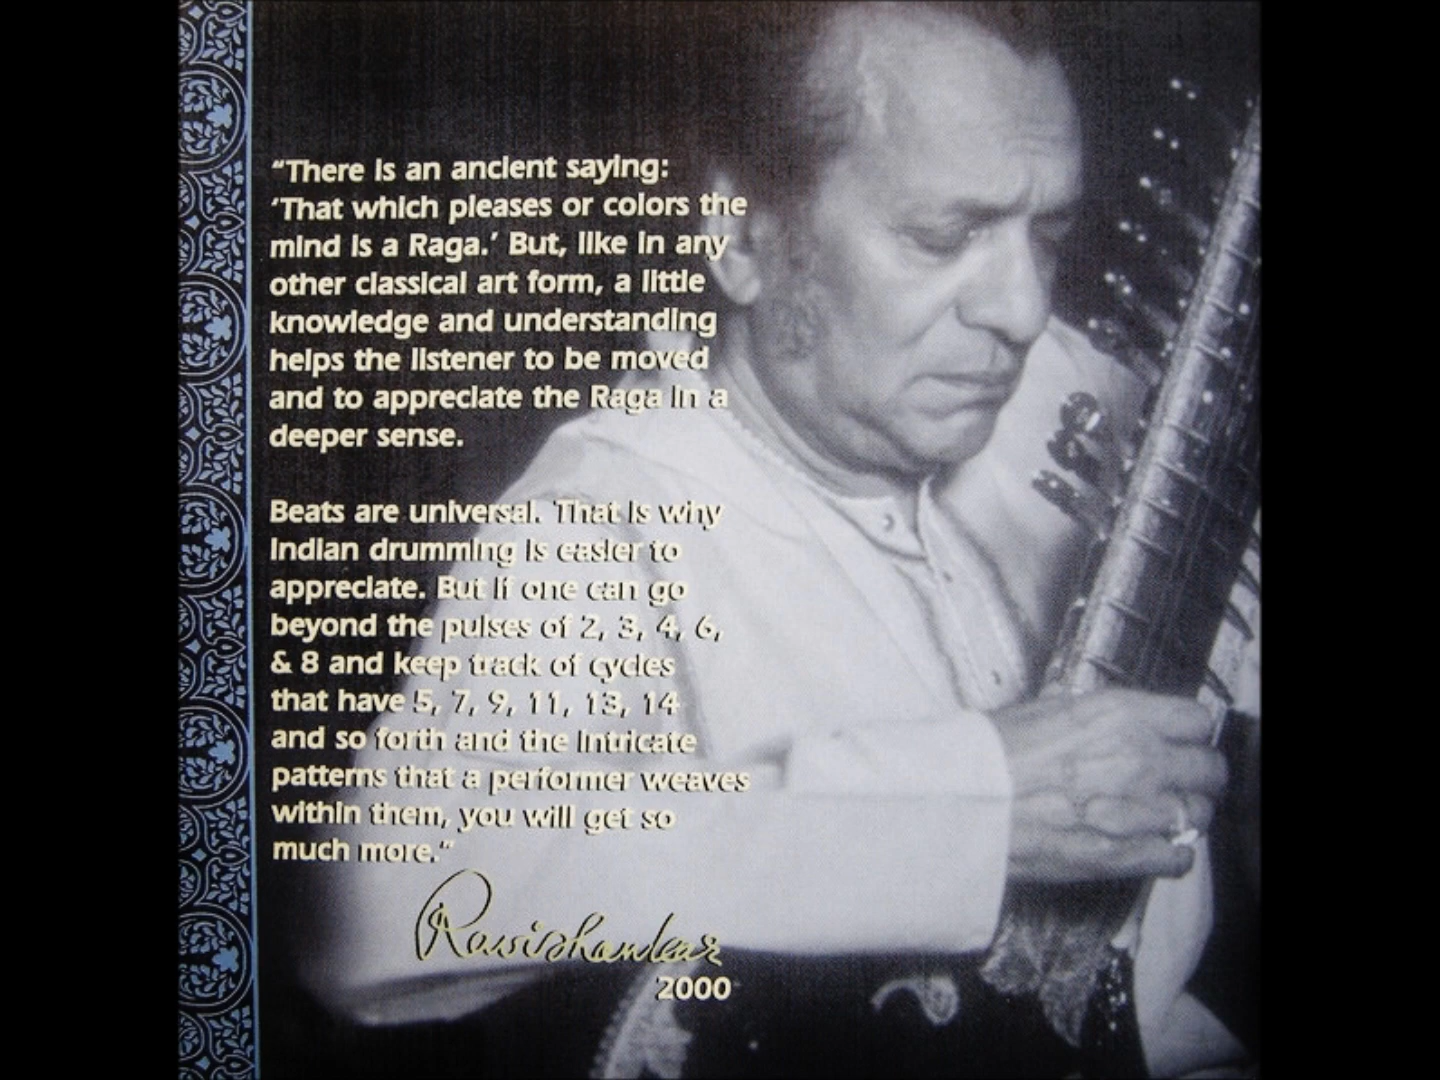 “There is an ancient saying:
‘That which pleases or colors the
mind is a Raga.’ But, like in any
other classical art form, a little
knowledge and understanding
helps the listener to be moved
and to appreciate the Raga in a
deeper sense.
Beats are universal. That is why
Indian drumming is easier to
appreciate. But if one can go
beyond the pulses of 2, 3, 4, 6,
& 8 and keep track of cycles
that have 5, 7, 9, 11, 13, 14
and so forth and the intricate
patterns that a performer weaves
within them, you will get so
much more.”
Ravi Shankar
2000